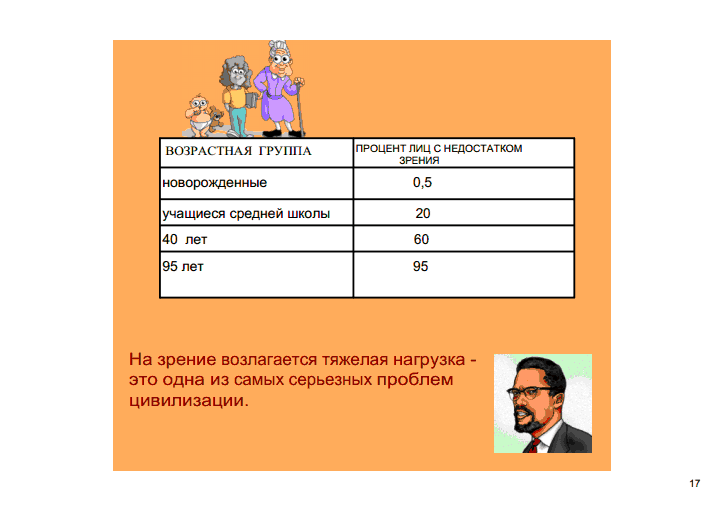 ВОЗРАСТНАЯ ГРУППА
ПРОЦЕНТ ЛИЦ С НЕДОСТАТКОМ
ЗРЕНИЯ
новорожденные 0,5
учащиеся средней школы 20
40 лет 60
95 лет 95
На зрение возлагается тяжелая нагрузка -
это одна из самых серьезных проблем
цивилизации.
17